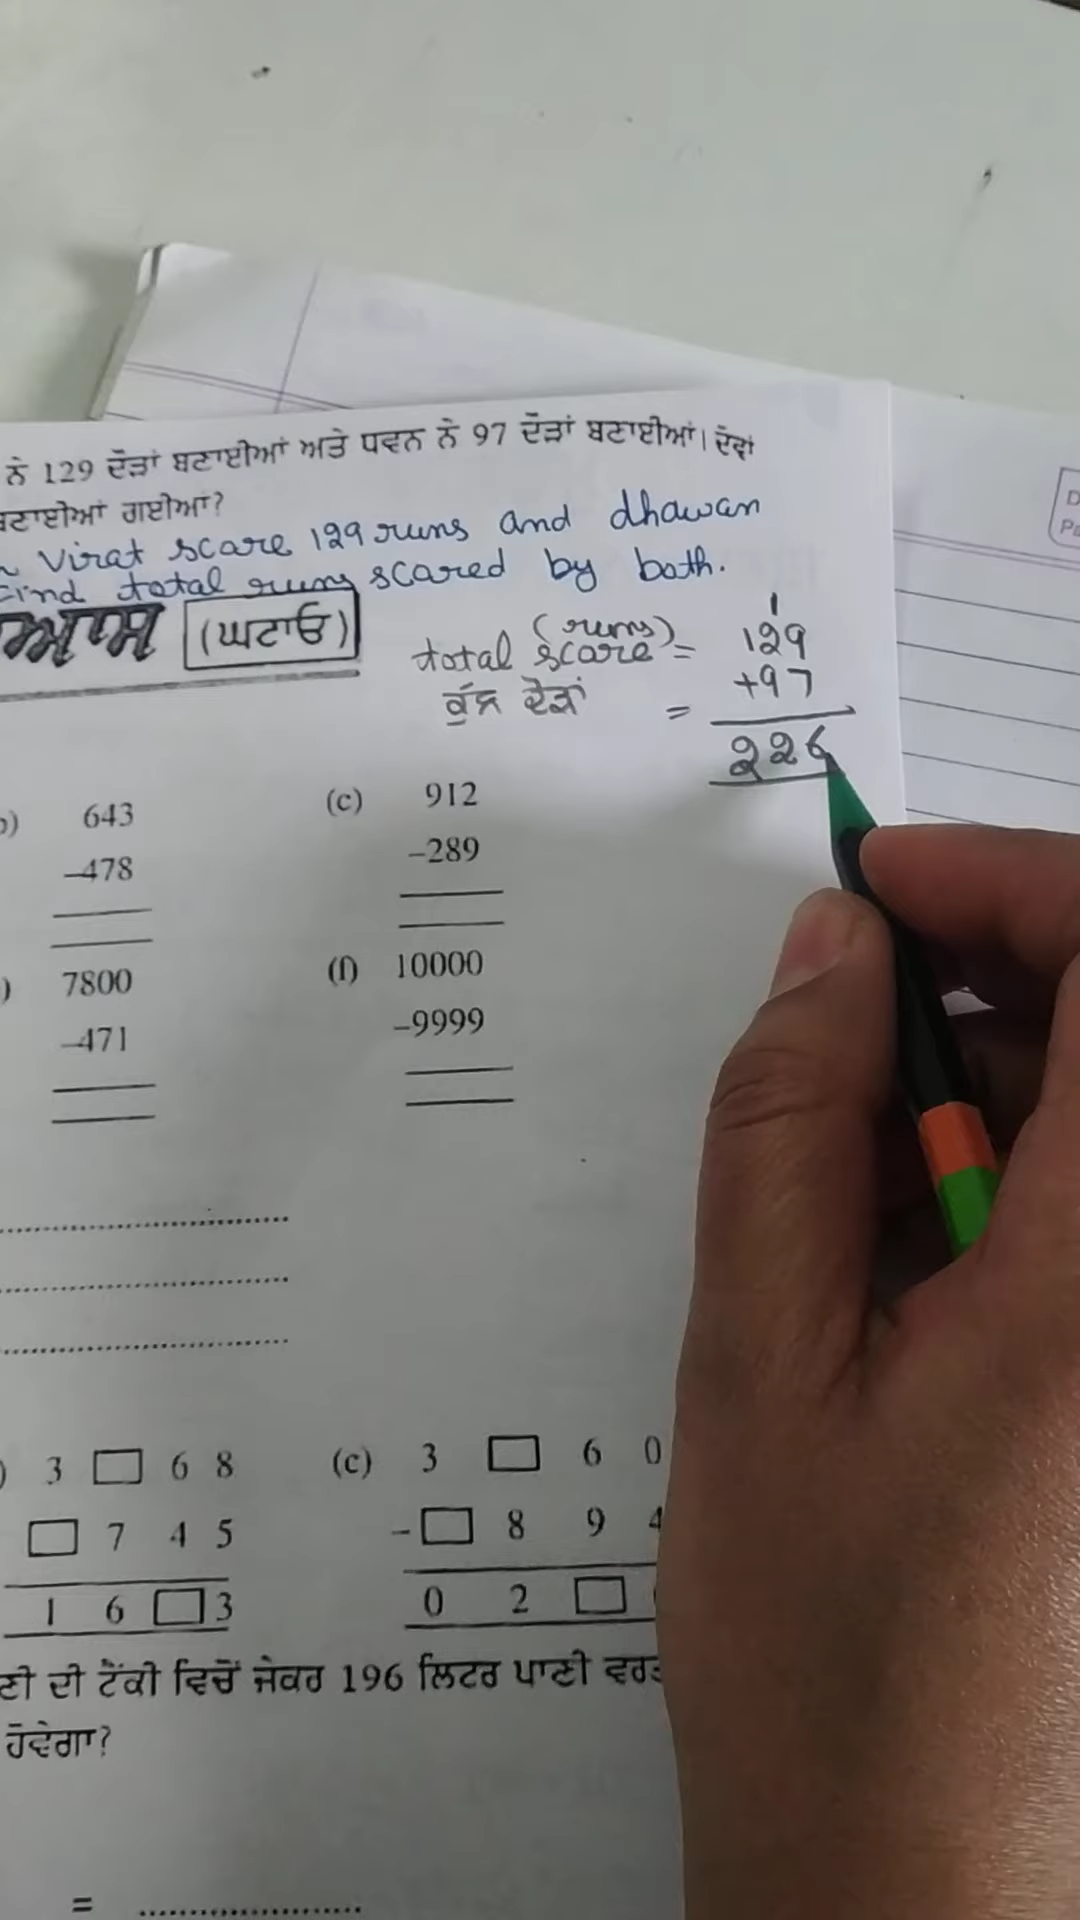 ਨੇ 129 ਦੌੜਾਂ ਬਣਾਈਆਂ ਅਤੇ ਧਵਨ ਨੇ 97 ਦੌੜਾਂ ਬਣਾਈਆਂ। ਦੋਵਾਂ
ਬਣਾਈਆਂ ਗਈਆਂ?
Virat scare 129 runs and dhawan
find total runs scared by both.
(ਘਟਾਓ)
total scare (runs) = 129
ਕੁੱਲ ਦੋੜਾਂ = +97
226
643 (c) 912
–478 –289
) 7800 (f) 10000
–471 –9999
) 3 □ 6 8 (c) 3 □ 6 0
□ 7 4 5 –□ 8 9 4
1 6 □ 3 0 2 □
ਦੀ ਟੈਂਕੀ ਵਿਚੋਂ ਜੇਕਰ 196 ਲਿਟਰ ਪਾਣੀ
ਹੋਵੇਗਾ?
= ........................